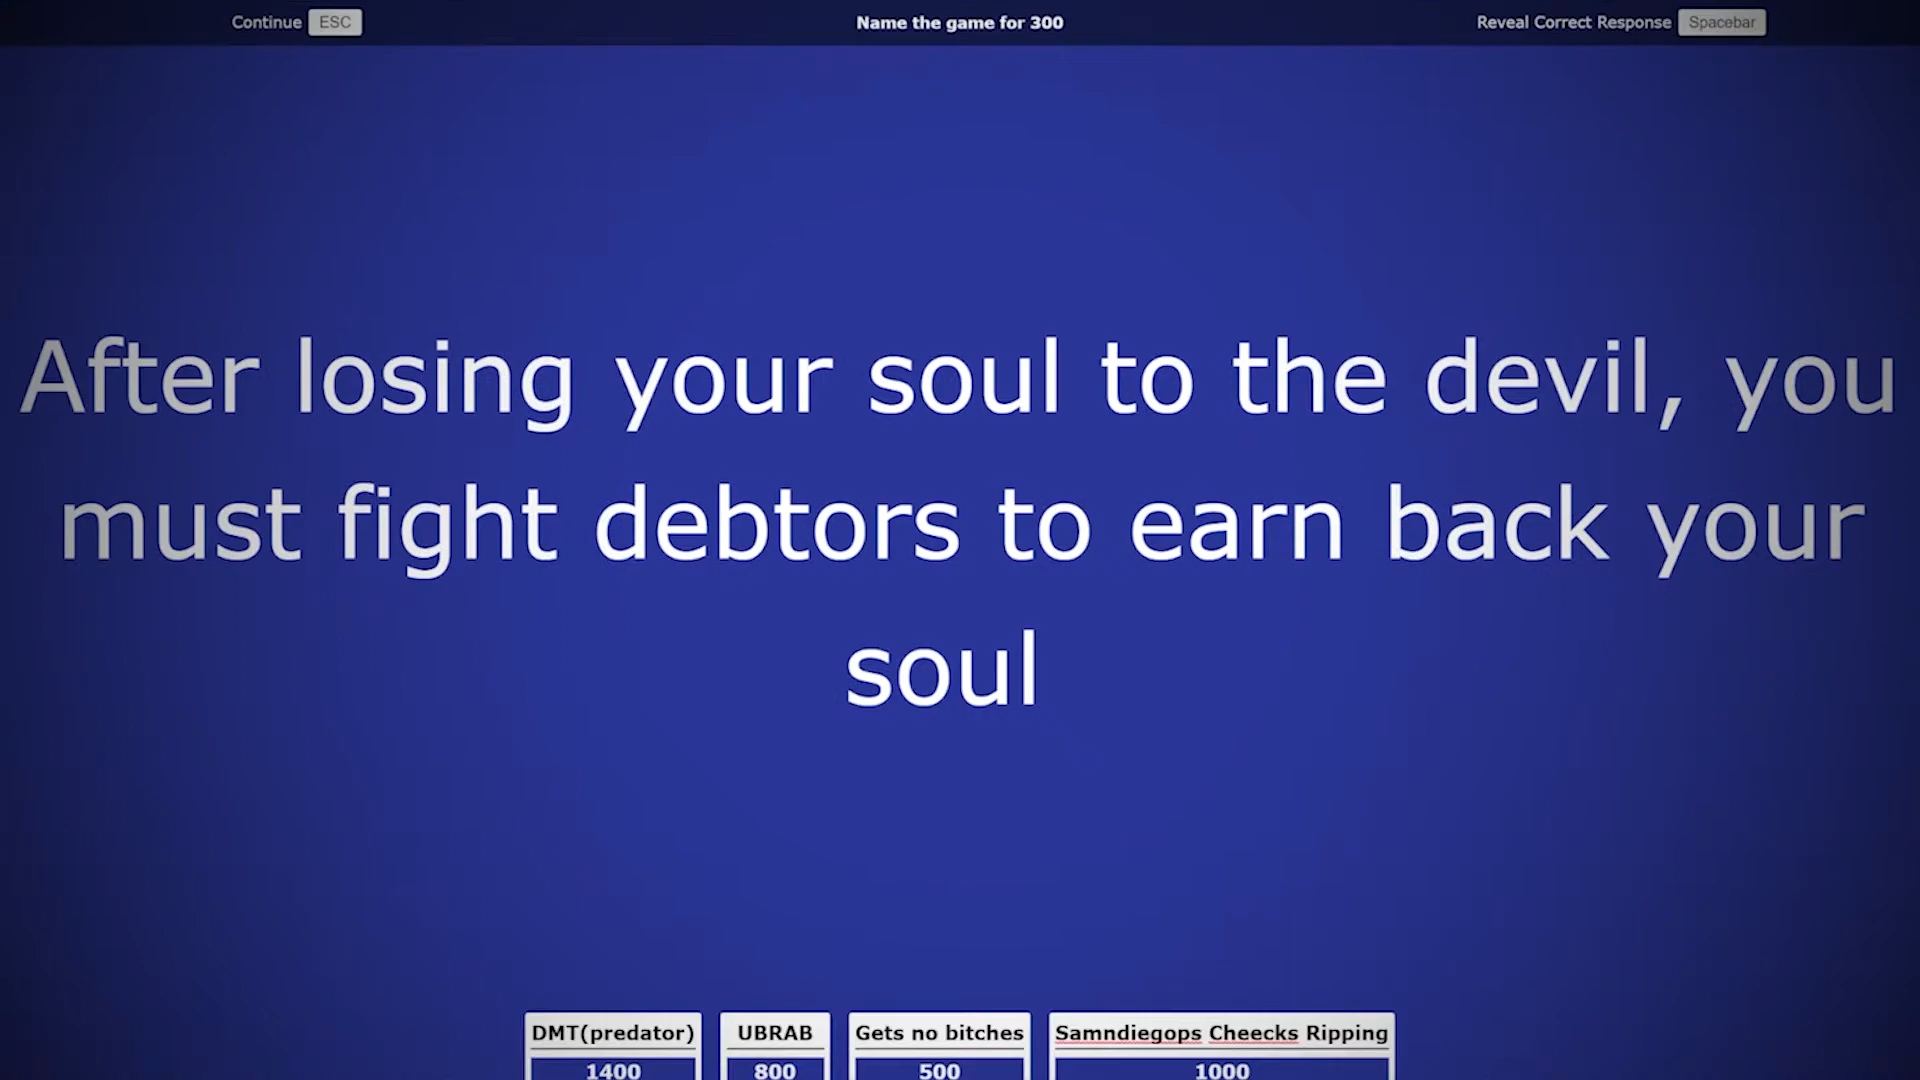 Continue ESC
Name the game for 300
Reveal Correct Response Spacebar
After losing your soul to the devil, you
must fight debtors to earn back your
soul
DMT(predator) UBRAB Gets no bitches Samndiegops Cheecks Ripping
1400 800 500 1000